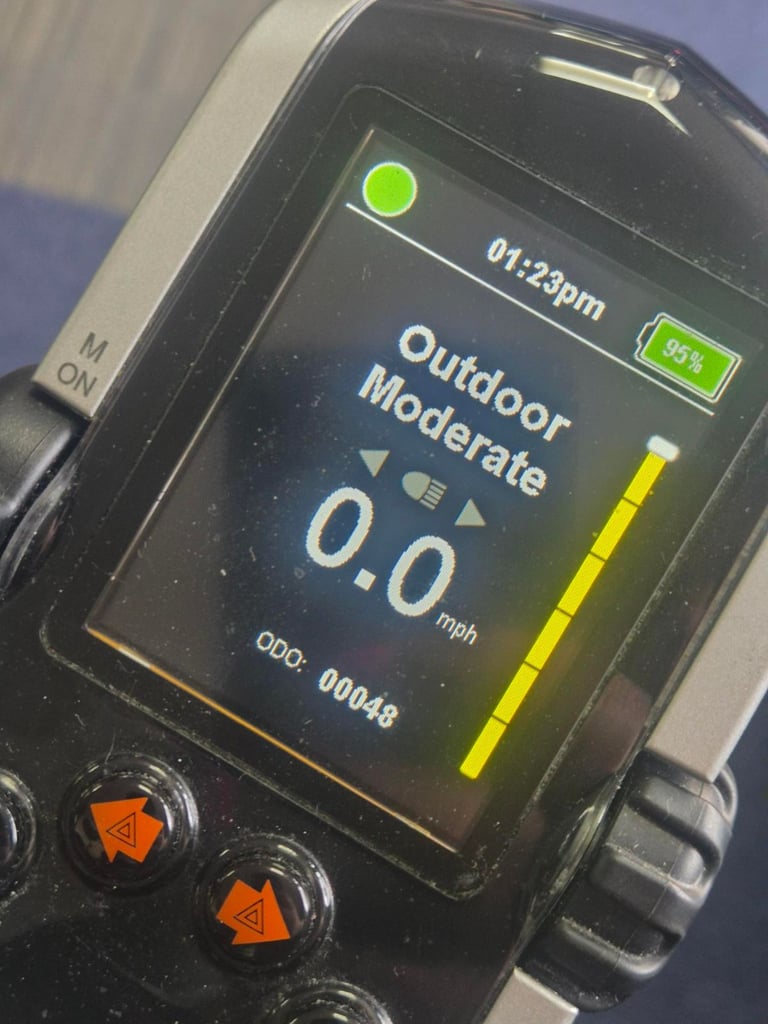 01:23pm
95%
Outdoor
Moderate
0.0 mph
ODO: 00048
M
ON